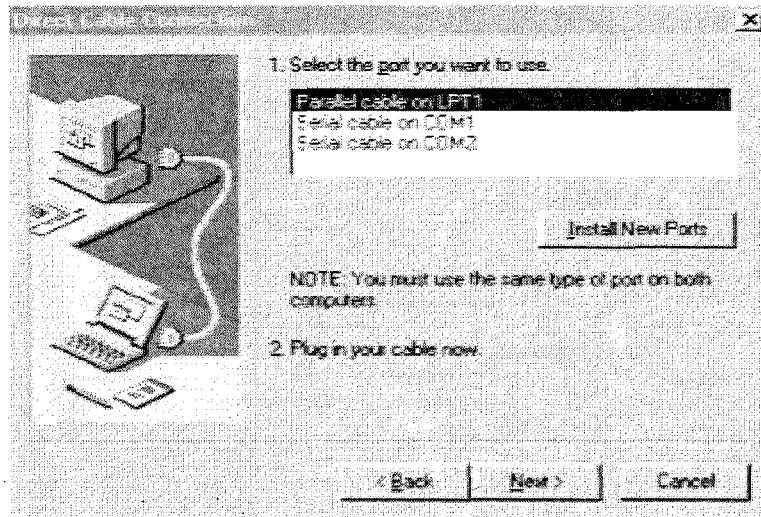 Direct Cable Connection
1. Select the port you want to use.
Parallel cable on LPT1
Serial cable on COM1
Serial cable on COM2
Install New Ports
NOTE: You must use the same type of port on both
computers.
2. Plug in your cable now.
< Back
Next >
Cancel